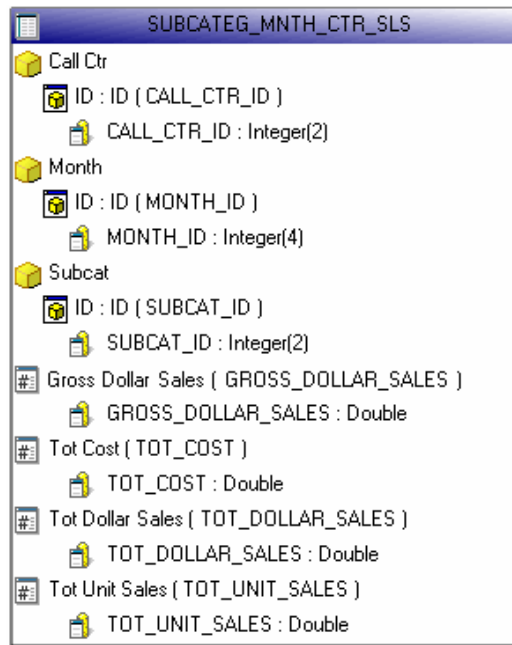 SUBCATEG_MNTH_CTR_SLS
Call Ctr
ID : ID ( CALL_CTR_ID )
CALL_CTR_ID : Integer(2)
Month
ID : ID ( MONTH_ID )
MONTH_ID : Integer(4)
Subcat
ID : ID ( SUBCAT_ID )
SUBCAT_ID : Integer(2)
Gross Dollar Sales ( GROSS_DOLLAR_SALES )
GROSS_DOLLAR_SALES : Double
Tot Cost ( TOT_COST )
TOT_COST : Double
Tot Dollar Sales ( TOT_DOLLAR_SALES )
TOT_DOLLAR_SALES : Double
Tot Unit Sales ( TOT_UNIT_SALES )
TOT_UNIT_SALES : Double